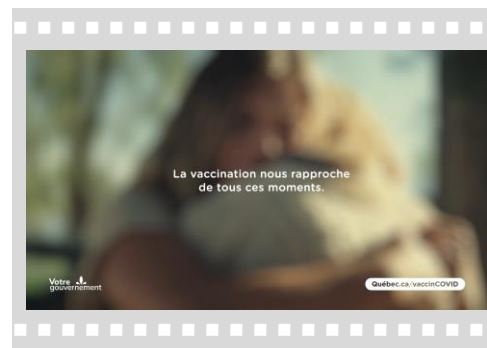 La vaccination nous rapproche
de tous ces moments.
Votre
gouvernement
Québec.ca/vaccinCOVID